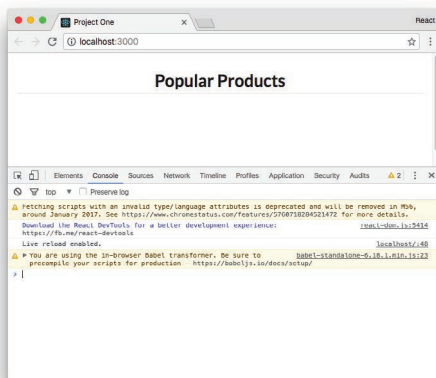 Project One
React
localhost:3000
Popular Products
Elements Console Sources Network Timeline Profiles Application Security Audits 2
top Preserve log
Fetching scripts with an invalid type/language attributes is deprecated and will be removed in M56,
around January 2017. See https://www.chromestatus.com/features/5760718284521472 for more details.
Download the React DevTools for a better development experience: react-dom.js:5414
https://fb.me/react-devtools
Live reload enabled. localhost/:48
You are using the in-browser Babel transformer. Be sure to babel-standalone-6.18.1.min.js:23
precompile your scripts for production - https://babeljs.io/docs/setup/